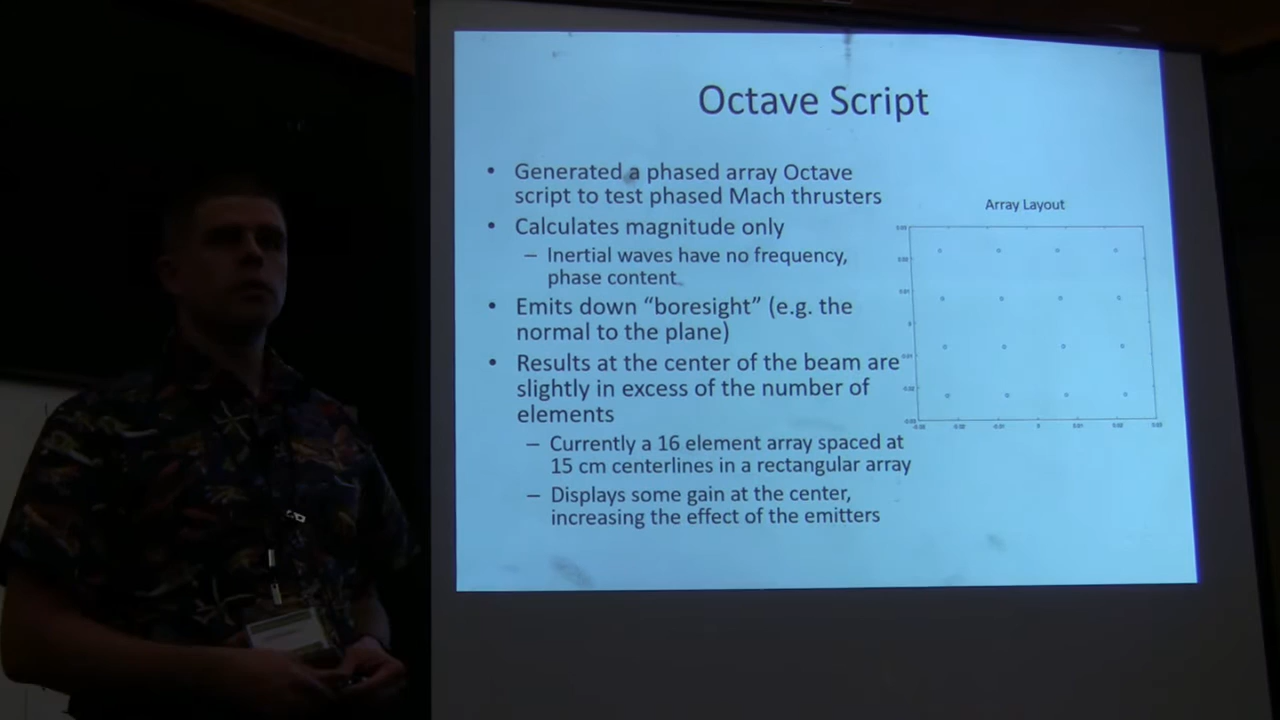 Octave Script
• Generated a phased array Octave
script to test phased Mach thrusters
• Calculates magnitude only
– Inertial waves have no frequency,
phase content
• Emits down “boresight” (e.g. the
normal to the plane)
• Results at the center of the beam are
slightly in excess of the number of
elements
– Currently a 16 element array spaced at
15 cm centerlines in a rectangular array
– Displays some gain at the center,
increasing the effect of the emitters
Array Layout